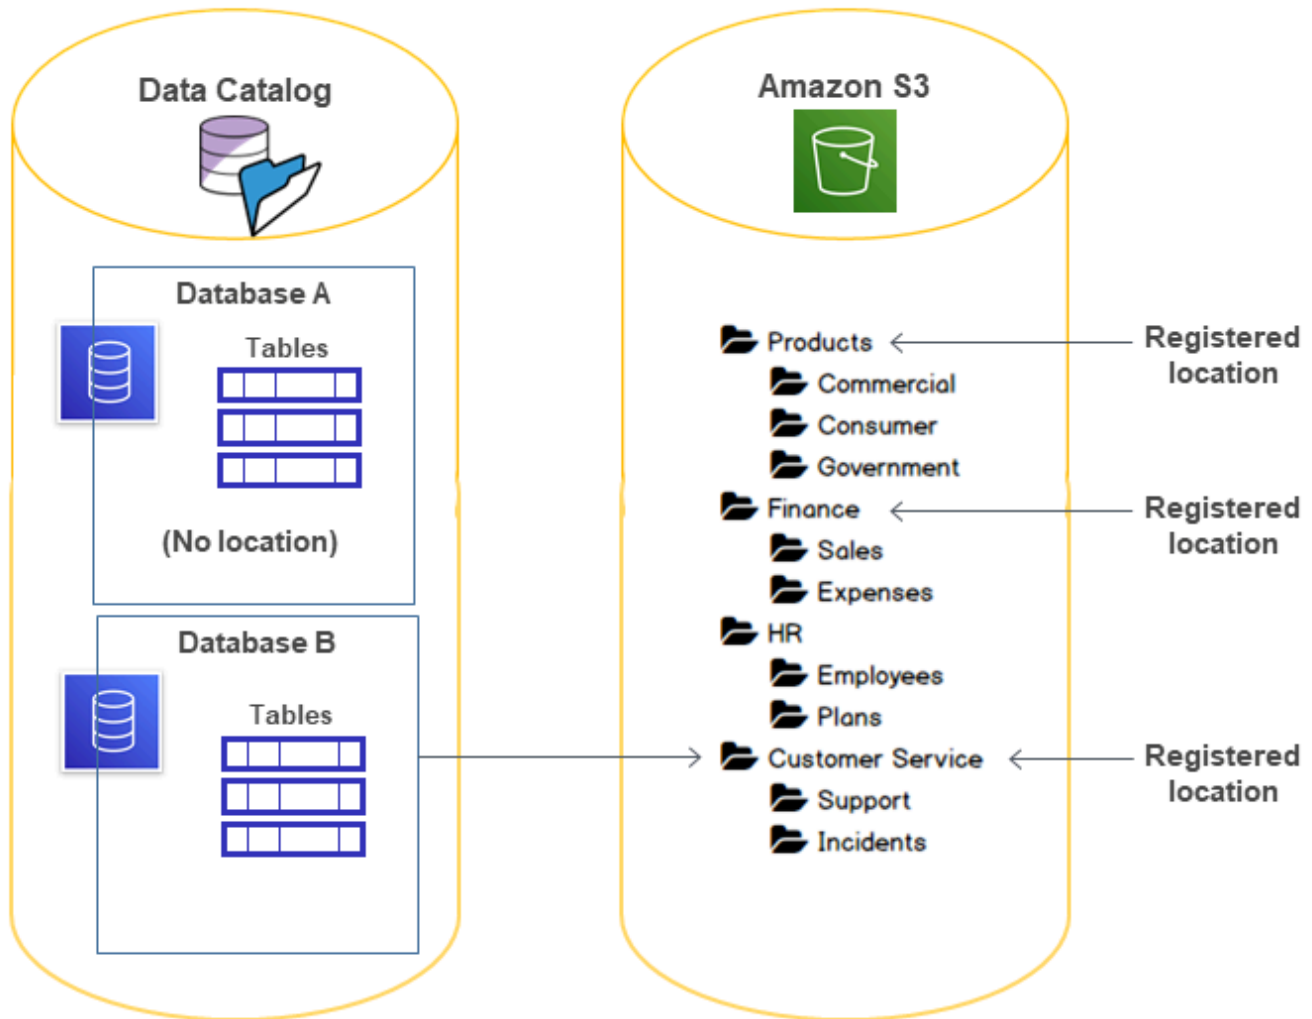 Data Catalog
Database A
Tables
(No location)
Database B
Tables
Amazon S3
Products
Commercial
Consumer
Government
Finance
Sales
Expenses
HR
Employees
Plans
Customer Service
Support
Incidents
Registered
location
Registered
location
Registered
location